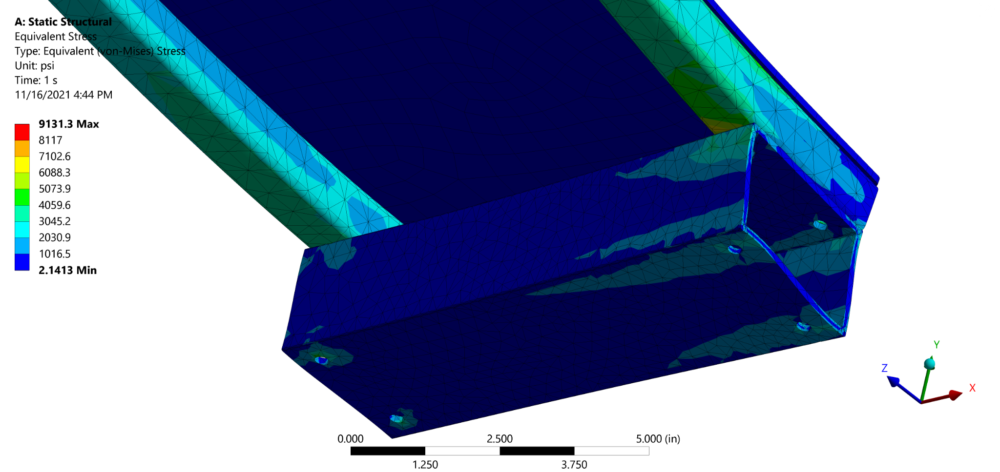 A: Static Structural
Equivalent Stress
Type: Equivalent (von-Mises) Stress
Unit: psi
Time: 1 s
11/16/2021 4:44 PM
9131.3 Max
8117
7102.6
6088.3
5073.9
4059.6
3045.2
2030.9
1016.5
2.1413 Min
Y
Z
X
0.000 2.500 5.000 (in)
1.250 3.750